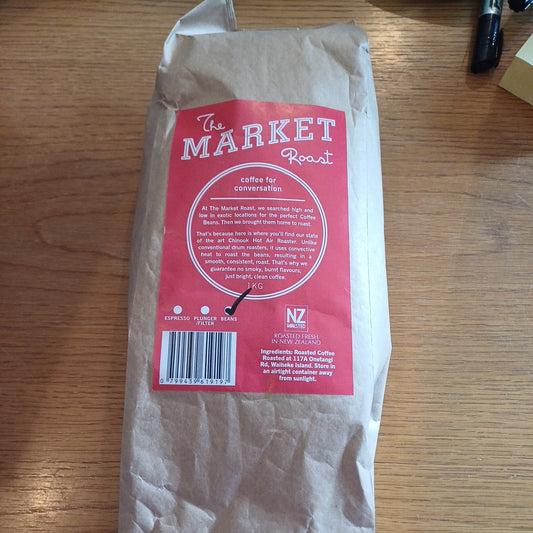 The
MARKET
Roast
coffee for
conversation
At The Market Roast, we searched high and
low in exotic locations for the perfect Coffee
Beans. Then we brought them home to roast.
That's because here is where you'll find our state
of the art Chinook Hot Air Roaster. Unlike
conventional drum roasters, it uses convective
heat to roast the beans, resulting in a
smooth, consistent, roast. That's why we
guarantee no smoky, burnt flavours,
just bright, clean coffee.
1KG
ESPRESSO PLUNGER /FILTER BEANS
NZ
ROASTED
ROASTED FRESH
IN NEW ZEALAND
Ingredients: Roasted Coffee
Roasted at 117A Onetangi
Rd, Waiheke Island. Store in
an airtight container away
from sunlight.
0 799439 619197